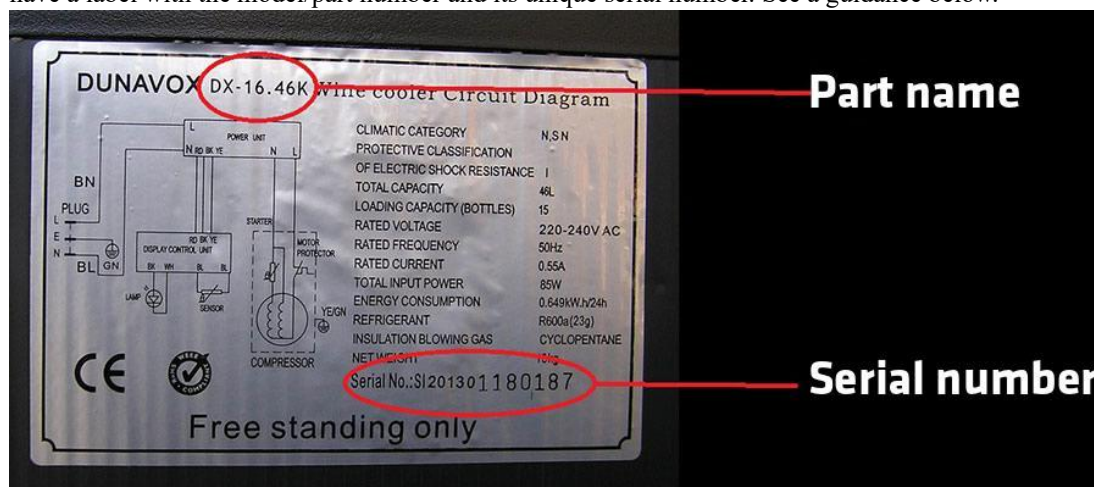 have a label with the model/part number and its unique serial number. See a guidance below.
DUNAVOX DX-16.46K Wine cooler Circuit Diagram
Part name
L
POWER UNIT
N RD BK YE N L
BN
PLUG
L
E
N
GN
BL
RD BK YE
DISPLAY CONTROL UNIT
BK WH BL BL
LAMP
SENSOR
STARTER
MOTOR
PROTECTOR
YE/GN
COMPRESSOR
CLIMATIC CATEGORY N,SN
PROTECTIVE CLASSIFICATION
OF ELECTRIC SHOCK RESISTANCE I
TOTAL CAPACITY 46L
LOADING CAPACITY (BOTTLES) 15
RATED VOLTAGE 220-240V AC
RATED FREQUENCY 50Hz
RATED CURRENT 0.55A
TOTAL INPUT POWER 85W
ENERGY CONSUMPTION 0.649kW.h/24h
REFRIGERANT R600a(23g)
INSULATION BLOWING GAS CYCLOPENTANE
NET WEIGHT
Serial No.:SI201301180187
Serial number
CE
Free standing only